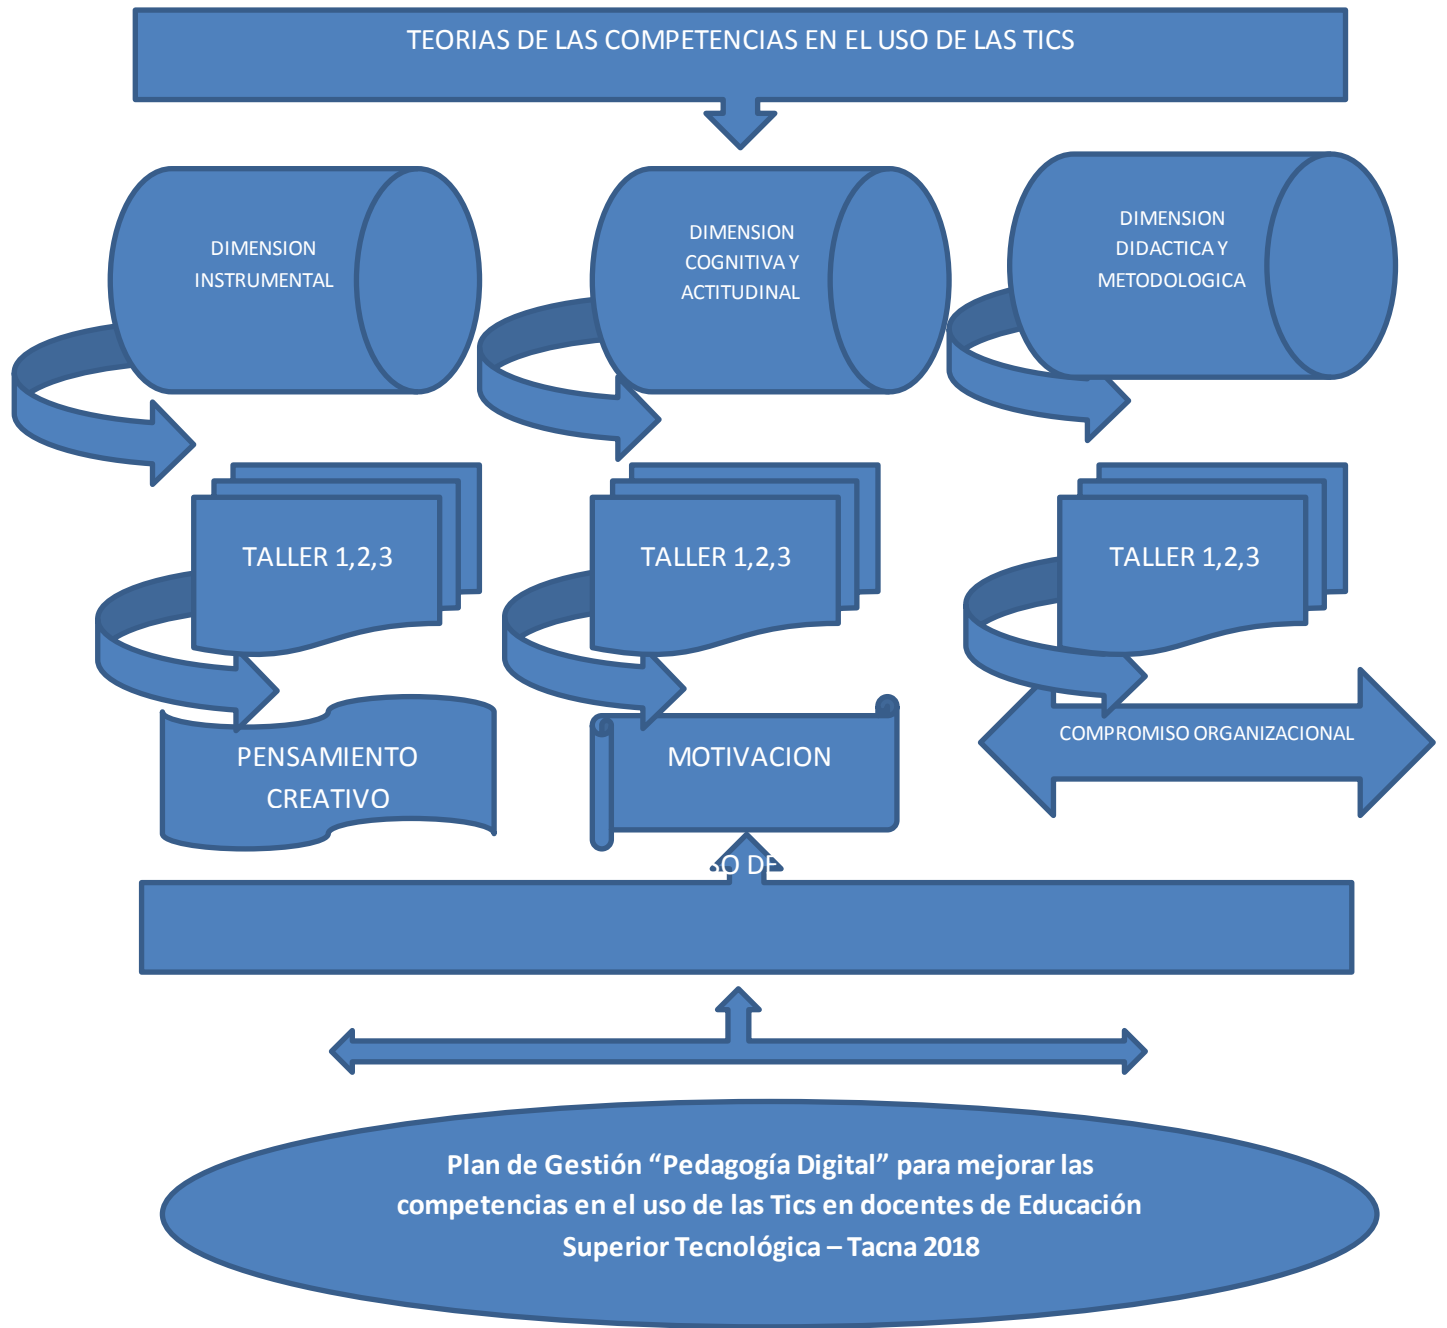 TEORIAS DE LAS COMPETENCIAS EN EL USO DE LAS TICS
DIMENSION
INSTRUMENTAL
DIMENSION
COGNITIVA Y
ACTITUDINAL
DIMENSION
DIDACTICA Y
METODOLOGICA
TALLER 1,2,3
TALLER 1,2,3
TALLER 1,2,3
PENSAMIENTO
CREATIVO
MOTIVACION
COMPROMISO ORGANIZACIONAL
SO DE
Plan de Gestión “Pedagogía Digital” para mejorar las
competencias en el uso de las Tics en docentes de Educación
Superior Tecnológica – Tacna 2018